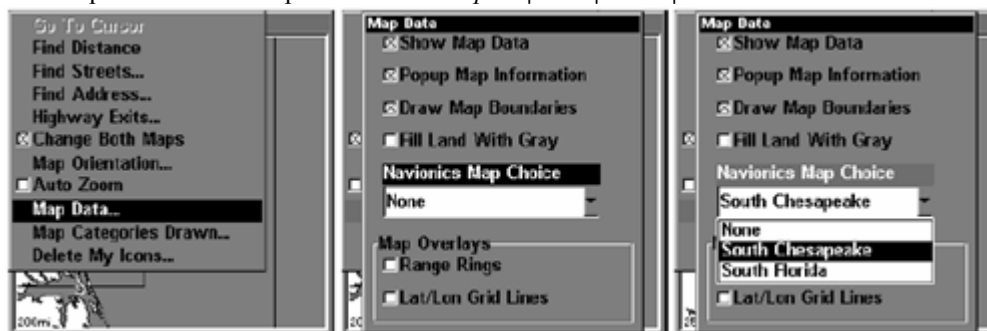 Go To Cursor
Find Distance
Find Streets...
Find Address...
Highway Exits...
Change Both Maps
Map Orientation...
Auto Zoom
Map Data...
Map Categories Drawn...
Delete My Icons...
200mi
Map Data
Show Map Data
Popup Map Information
Draw Map Boundaries
Fill Land With Gray
Navionics Map Choice
None
Map Overlays
Range Rings
Lat/Lon Grid Lines
Map Data
Show Map Data
Popup Map Information
Draw Map Boundaries
Fill Land With Gray
Navionics Map Choice
South Chesapeake
None
South Chesapeake
South Florida
Lat/Lon Grid Lines